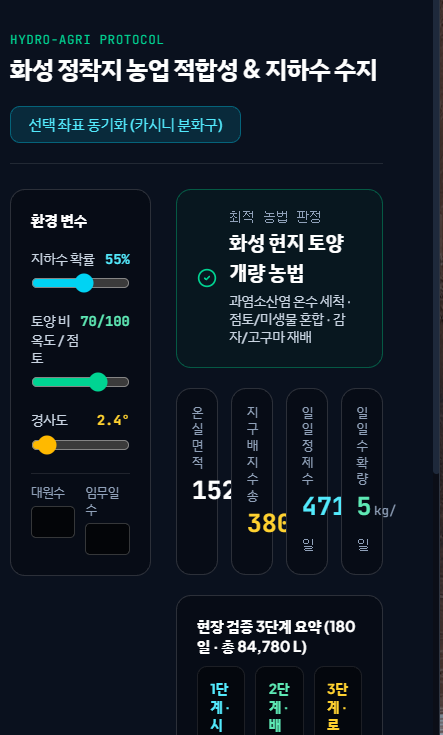 HYDRO-AGRI PROTOCOL
화성 정착지 농업 적합성 & 지하수 수지
선택 좌표 동기화 (카시니 분화구)
환경 변수
지하수 확률 55%
토양 비 70/100
옥도 / 점
토
경사도 2.4°
대원수
임무일
수
최적 농법 판정
화성 현지 토양
개량 농법
과염소산염 온수 세척 ·
점토/미생물 혼합 · 감
자/고구마 재배
온
실
면
적
152
지
구
배
지
수
송
380
일
일
정
제
수
471
일
일
일
수
확
량
5 kg/
일
현장 검증 3단계 요약 (180
일 · 총 84,780 L)
1단
계 ·
시
2단
계 ·
배
3단
계 ·
로